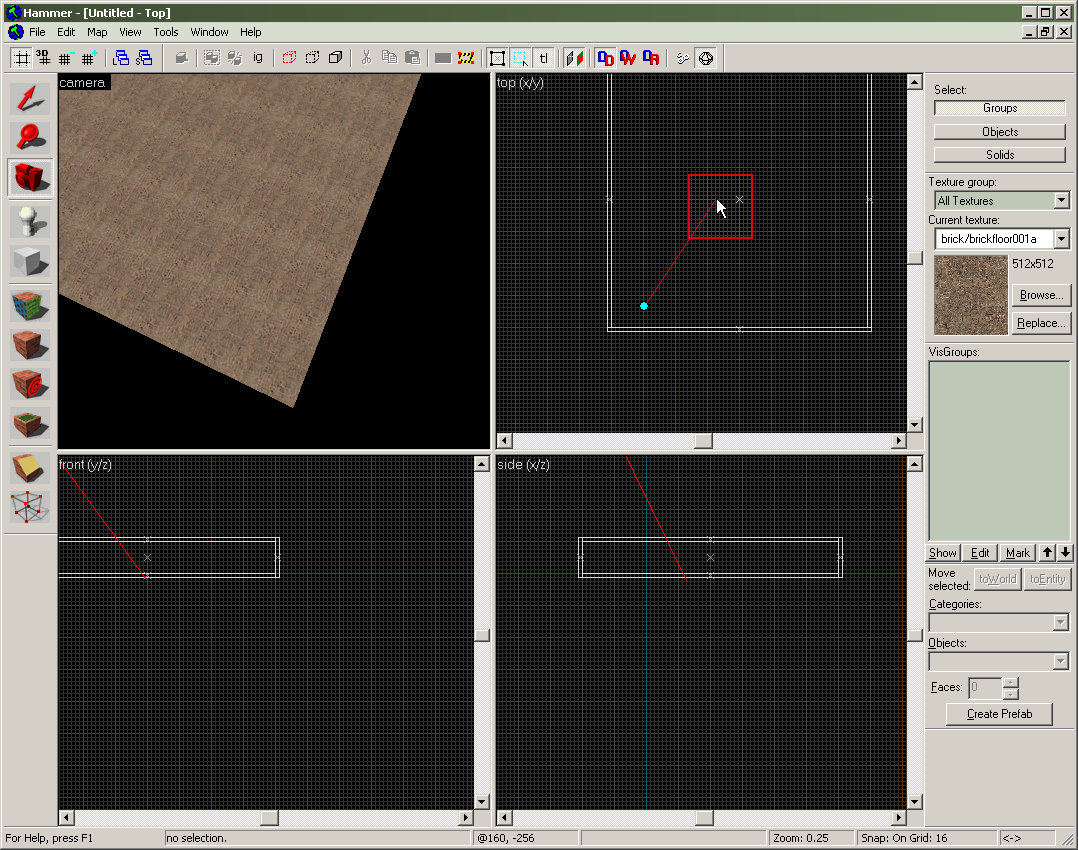 Hammer - [Untitled - Top]
File Edit Map View Tools Window Help
3D ig tl
camera
top (x/y)
front (y/z)
side (x/z)
Select:
Groups
Objects
Solids
Texture group:
All Textures
Current texture:
brick/brickfloor001a
512x512
Browse...
Replace...
VisGroups:
Show Edit Mark
Move
selected:
toWorld toEntity
Categories:
Objects:
Faces: 0
Create Prefab
For Help, press F1 no selection. @160, -256 Zoom: 0.25 Snap: On Grid: 16 <->